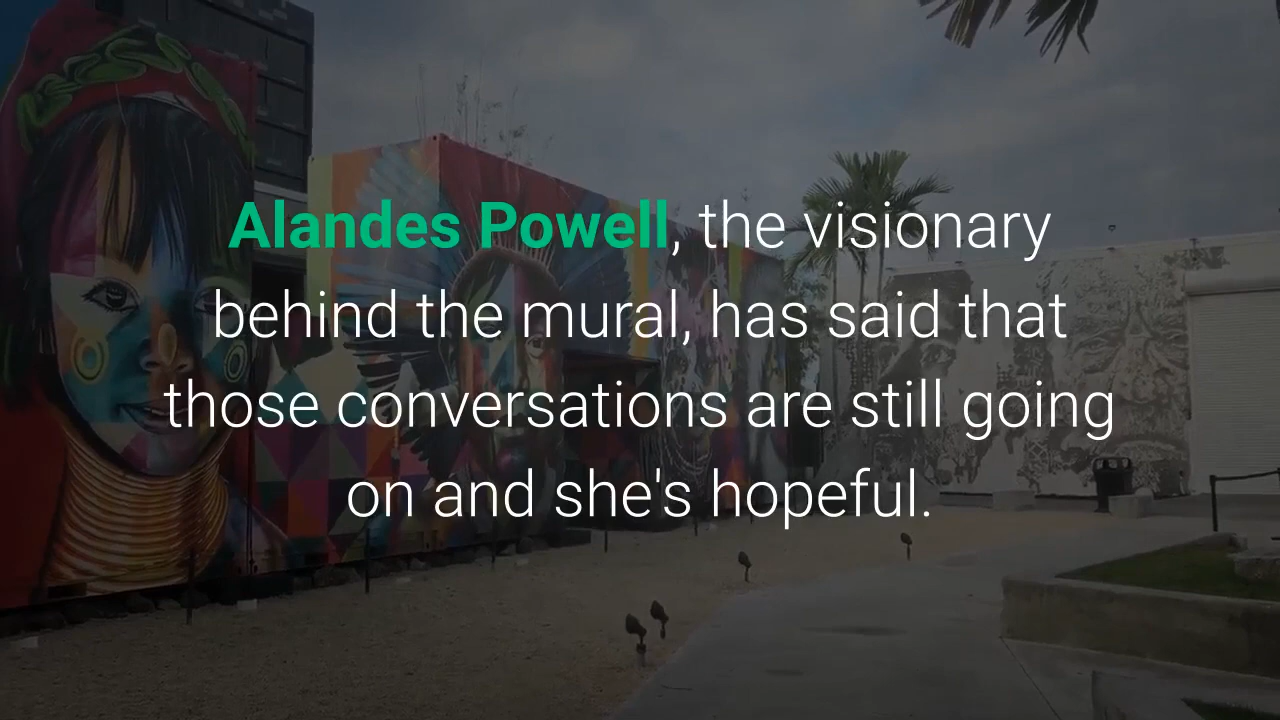 Alandes Powell, the visionary
behind the mural, has said that
those conversations are still going
on and she's hopeful.